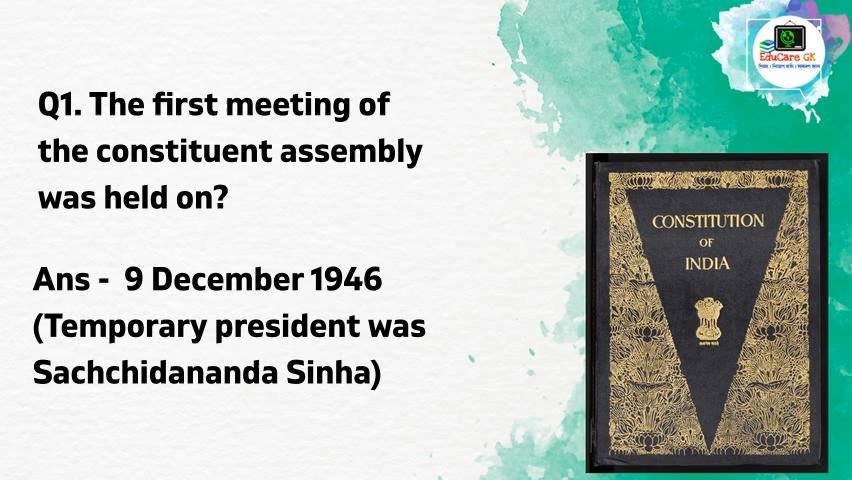 Q1. The first meeting of
the constituent assembly
was held on?
Ans - 9 December 1946
(Temporary president was
Sachchidananda Sinha)
EduCare GK
CONSTITUTION
OF
INDIA